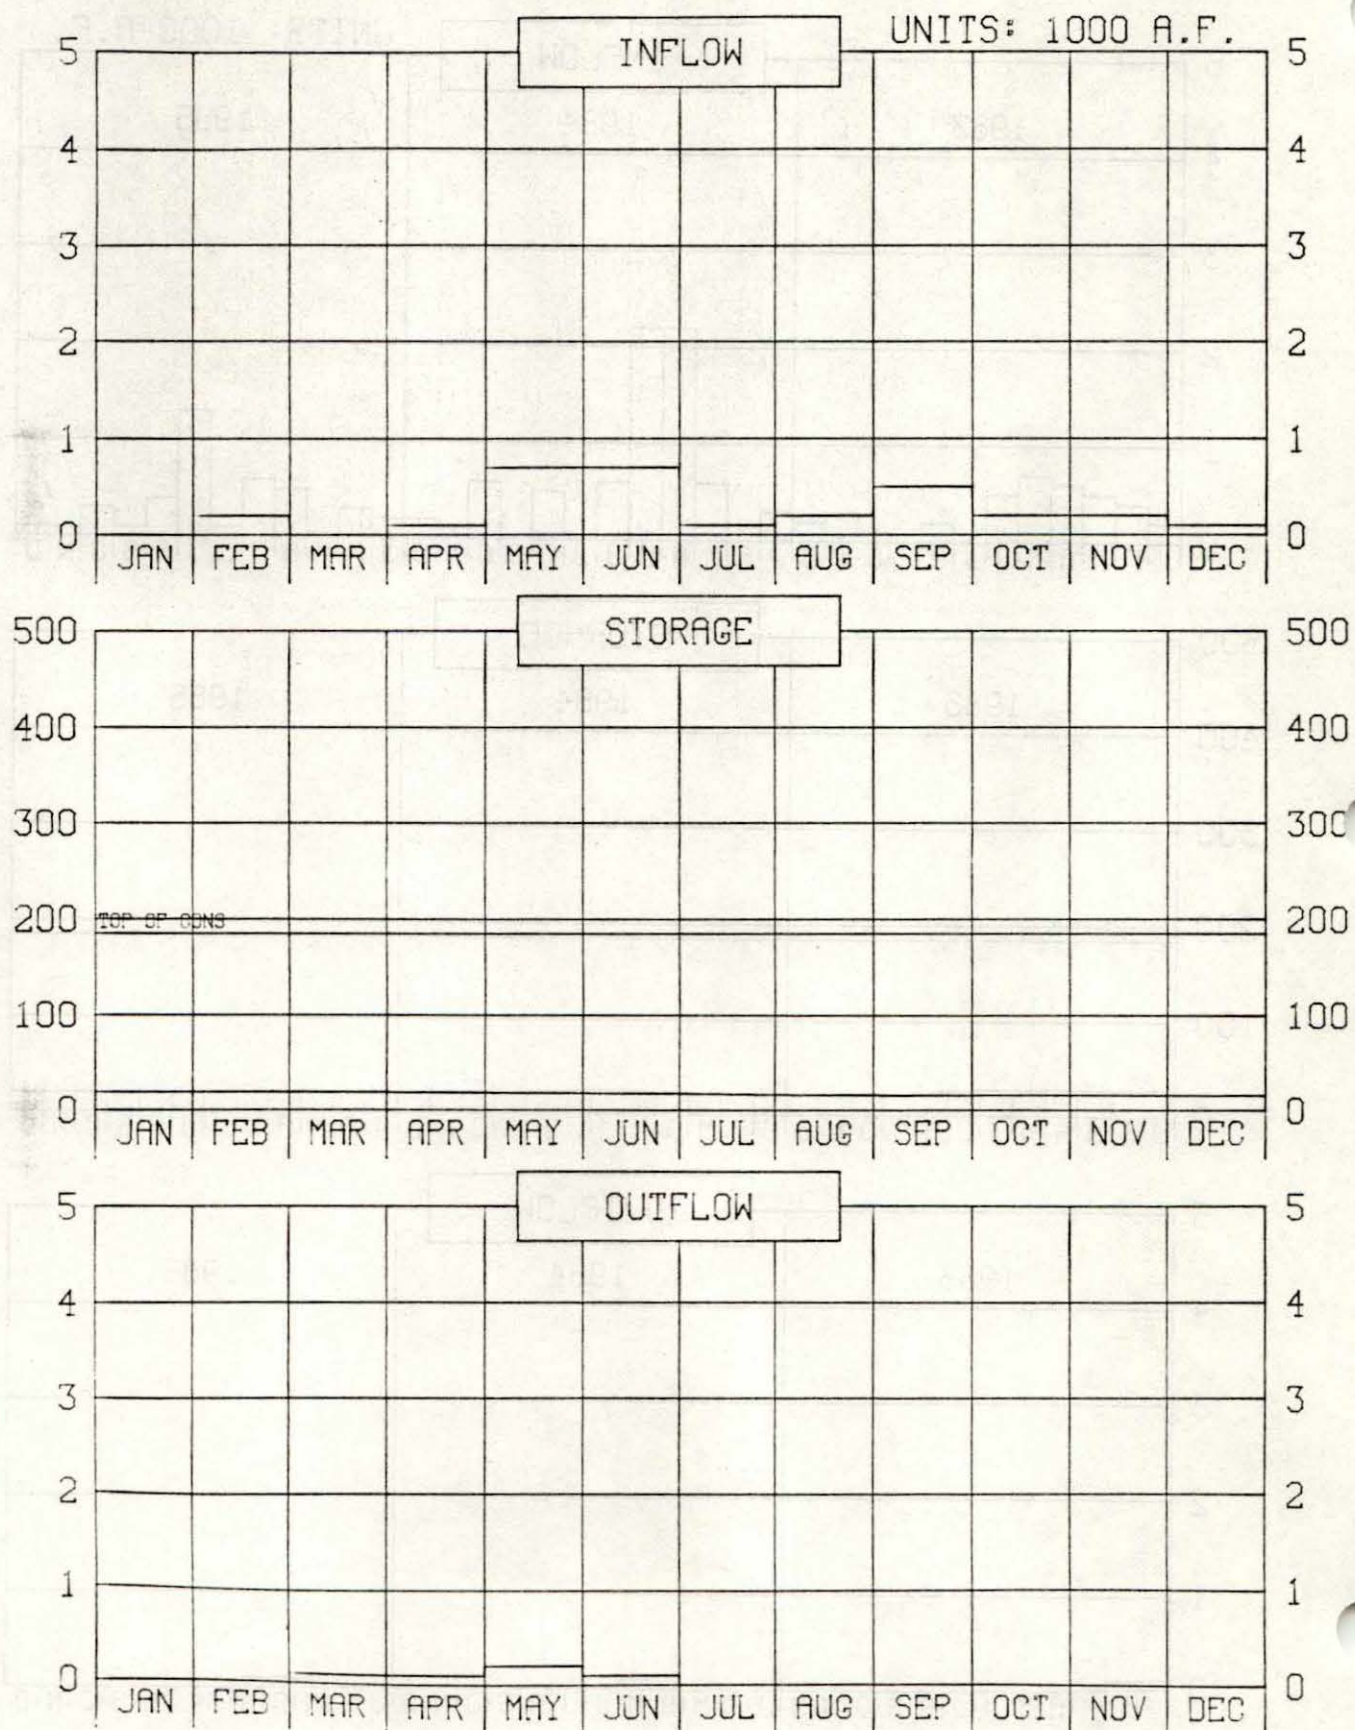 INFLOW UNITS: 1000 A.F.
5 5
4 4
3 3
2 2
1 1
0 0
JAN FEB MAR APR MAY JUN JUL AUG SEP OCT NOV DEC
STORAGE
500 500
400 400
300 300
200 TOP OF CONS 200
100 100
0 0
JAN FEB MAR APR MAY JUN JUL AUG SEP OCT NOV DEC
OUTFLOW
5 5
4 4
3 3
2 2
1 1
0 0
JAN FEB MAR APR MAY JUN JUL AUG SEP OCT NOV DEC